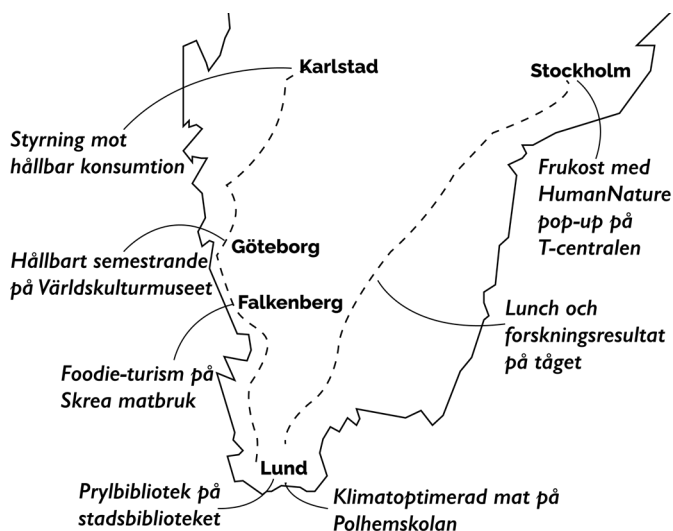 Karlstad
Stockholm
Styrning mot
hållbar konsumtion
Frukost med
HumanNature
pop-up på
T-centralen
Göteborg
Hållbart semestrande
på Världskulturmuseet
Falkenberg
Lunch och
forskningsresultat
på tåget
Foodie-turism på
Skrea matbruk
Lund
Prylbibliotek på
stadsbiblioteket
Klimatoptimerad mat på
Polhemskolan